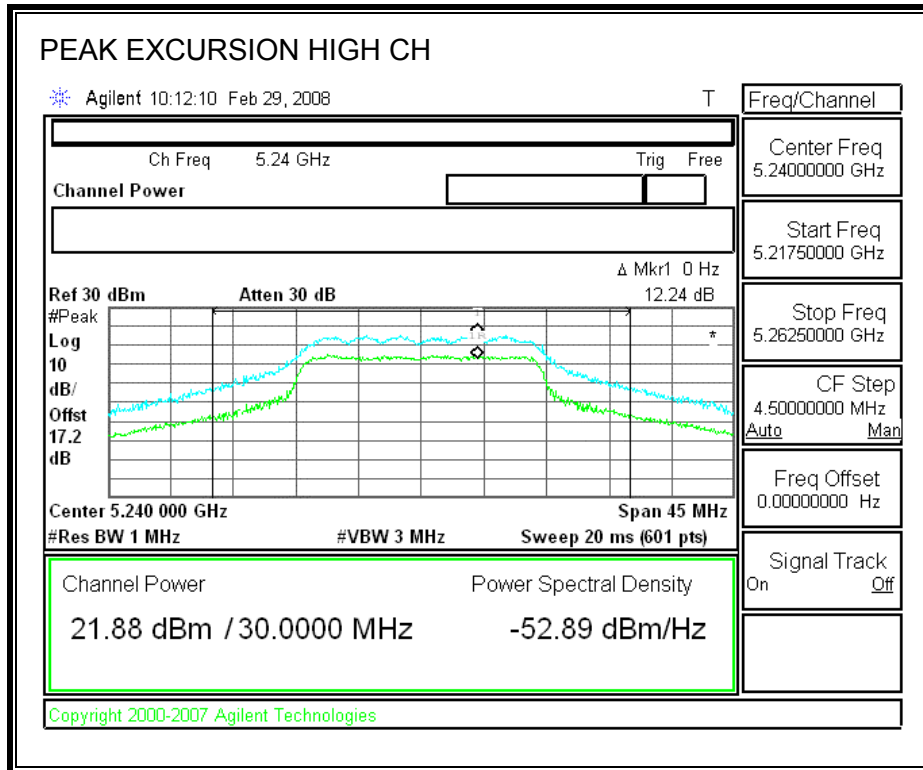 PEAK EXCURSION HIGH CH
Agilent 10:12:10 Feb 29, 2008 T
Freq/Channel
Ch Freq 5.24 GHz Trig Free
Channel Power
Center Freq
5.24000000 GHz
Start Freq
5.21750000 GHz
Δ Mkr1 0 Hz
Ref 30 dBm Atten 30 dB 12.24 dB
#Peak
Log
10
dB/
Offst
17.2
dB
*
Stop Freq
5.26250000 GHz
CF Step
4.50000000 MHz
Auto Man
Freq Offset
0.00000000 Hz
Center 5.240 000 GHz Span 45 MHz
#Res BW 1 MHz #VBW 3 MHz Sweep 20 ms (601 pts)
Signal Track
On Off
Channel Power Power Spectral Density
21.88 dBm / 30.0000 MHz -52.89 dBm/Hz
Copyright 2000-2007 Agilent Technologies